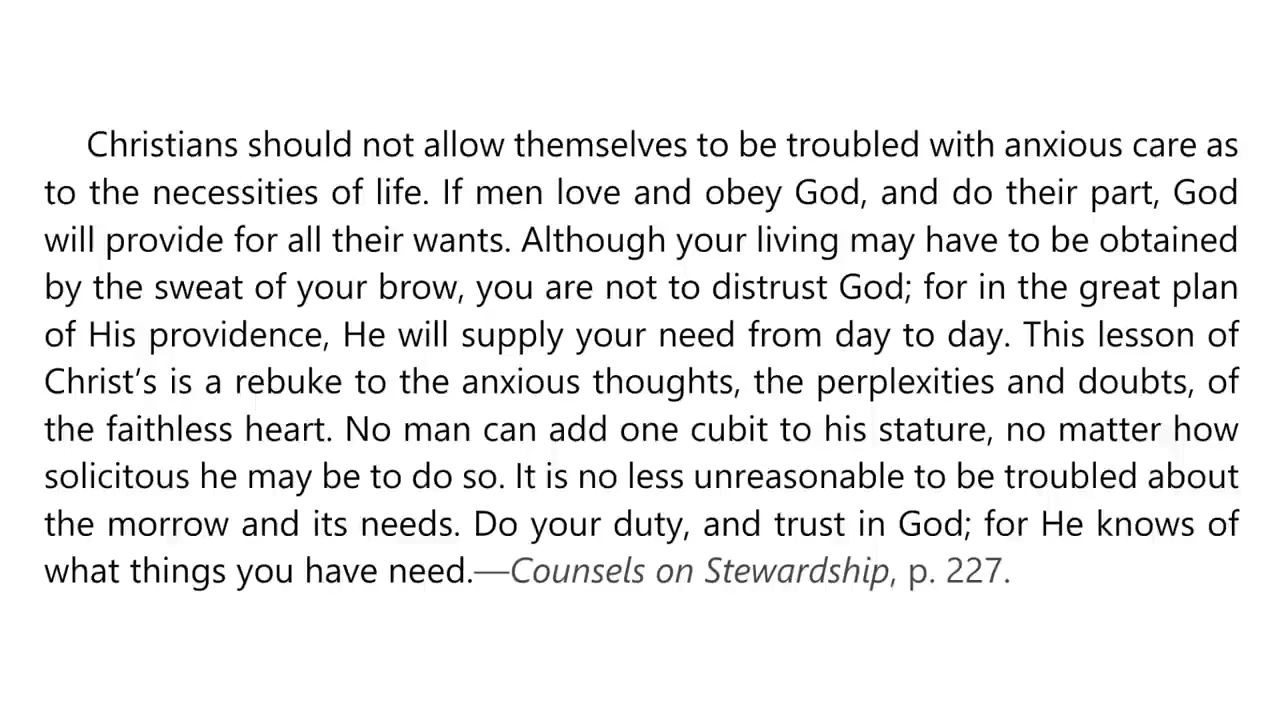 Christians should not allow themselves to be troubled with anxious care as
to the necessities of life. If men love and obey God, and do their part, God
will provide for all their wants. Although your living may have to be obtained
by the sweat of your brow, you are not to distrust God; for in the great plan
of His providence, He will supply your need from day to day. This lesson of
Christ’s is a rebuke to the anxious thoughts, the perplexities and doubts, of
the faithless heart. No man can add one cubit to his stature, no matter how
solicitous he may be to do so. It is no less unreasonable to be troubled about
the morrow and its needs. Do your duty, and trust in God; for He knows of
what things you have need.—Counsels on Stewardship, p. 227.